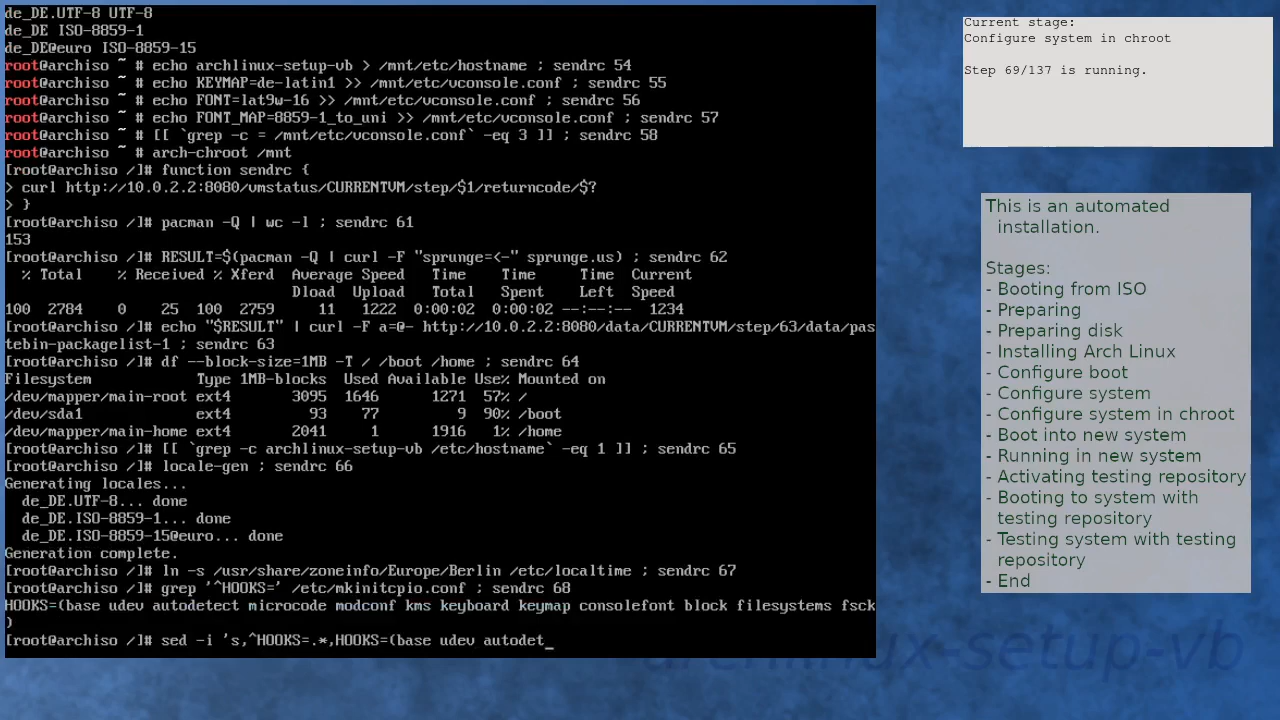 de_DE.UTF-8 UTF-8
de_DE ISO-8859-1
de_DE@euro ISO-8859-15
root@archiso ~ # echo archlinux-setup-vb > /mnt/etc/hostname ; sendrc 54
root@archiso ~ # echo KEYMAP=de-latin1 >> /mnt/etc/vconsole.conf ; sendrc 55
root@archiso ~ # echo FONT=lat9w-16 >> /mnt/etc/vconsole.conf ; sendrc 56
root@archiso ~ # echo FONT_MAP=8859-1_to_uni >> /mnt/etc/vconsole.conf ; sendrc 57
root@archiso ~ # [[ `grep -c = /mnt/etc/vconsole.conf` -eq 3 ]] ; sendrc 58
root@archiso ~ # arch-chroot /mnt
[root@archiso /]# function sendrc {
> curl http://10.0.2.2:8080/vmstatus/CURRENTVM/step/$1/returncode/$?
> }
[root@archiso /]# pacman -Q | wc -l ; sendrc 61
153
[root@archiso /]# RESULT=$(pacman -Q | curl -F "sprunge=<-" sprunge.us) ; sendrc 62
  % Total    % Received % Xferd  Average Speed   Time    Time     Time  Current
                                 Dload  Upload   Total   Spent    Left  Speed
100  2784    0    25  100  2759     11   1222  0:00:02  0:00:02 --:--:--  1234
[root@archiso /]# echo "$RESULT" | curl -F a=@- http://10.0.2.2:8080/data/CURRENTVM/step/63/data/pas
tebin-packagelist-1 ; sendrc 63
[root@archiso /]# df --block-size=1MB -T / /boot /home ; sendrc 64
Filesystem            Type 1MB-blocks  Used Available Use% Mounted on
/dev/mapper/main-root ext4       3095  1646      1271  57% /
/dev/sda1             ext4         93    77         9  90% /boot
/dev/mapper/main-home ext4       2041     1      1916   1% /home
[root@archiso /]# [[ `grep -c archlinux-setup-vb /etc/hostname` -eq 1 ]] ; sendrc 65
[root@archiso /]# locale-gen ; sendrc 66
Generating locales...
  de_DE.UTF-8... done
  de_DE.ISO-8859-1... done
  de_DE.ISO-8859-15@euro... done
Generation complete.
[root@archiso /]# ln -s /usr/share/zoneinfo/Europe/Berlin /etc/localtime ; sendrc 67
[root@archiso /]# grep '^HOOKS=' /etc/mkinitcpio.conf ; sendrc 68
HOOKS=(base udev autodetect microcode modconf kms keyboard keymap consolefont block filesystems fsck
)
[root@archiso /]# sed -i 's,^HOOKS=.*,HOOKS=(base udev autodet_
Current stage:
Configure system in chroot
Step 69/137 is running.
This is an automated
installation.
Stages:
- Booting from ISO
- Preparing
- Preparing disk
- Installing Arch Linux
- Configure boot
- Configure system
- Configure system in chroot
- Boot into new system
- Running in new system
- Activating testing repository
- Booting to system with
testing repository
- Testing system with testing
repository
- End
archlinux-setup-vb